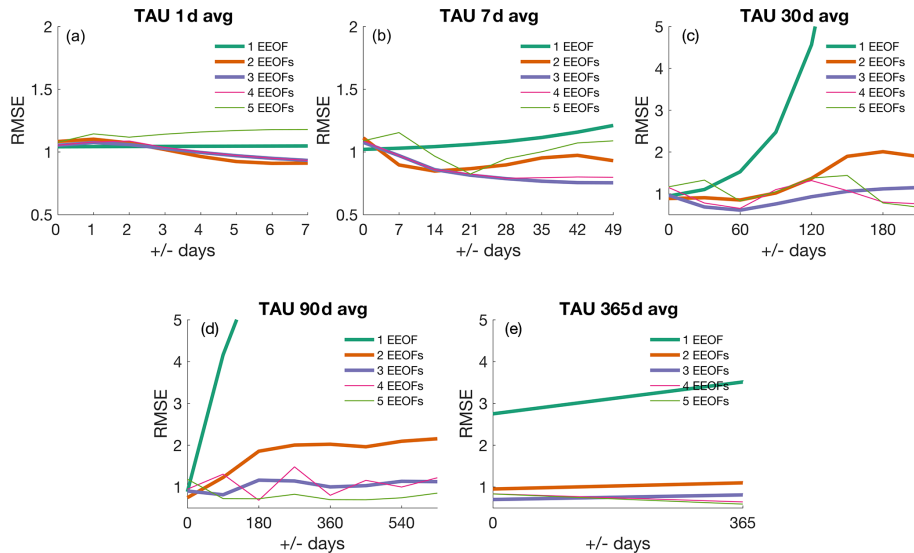 TAU 1d avg
(a)
2
1.5
1
0.5
RMSE
1 EEOF
2 EEOFs
3 EEOFs
4 EEOFs
5 EEOFs
0 1 2 3 4 5 6 7
+/- days
TAU 7d avg
(b)
2
1.5
1
0.5
RMSE
1 EEOF
2 EEOFs
3 EEOFs
4 EEOFs
5 EEOFs
0 7 14 21 28 35 42 49
+/- days
TAU 30d avg
(c)
5
4
3
2
1
RMSE
1 EEOF
2 EEOFs
3 EEOFs
4 EEOFs
5 EEOFs
0 60 120 180
+/- days
TAU 90d avg
(d)
5
4
3
2
1
RMSE
1 EEOF
2 EEOFs
3 EEOFs
4 EEOFs
5 EEOFs
0 180 360 540
+/- days
TAU 365d avg
(e)
5
4
3
2
1
RMSE
1 EEOF
2 EEOFs
3 EEOFs
4 EEOFs
5 EEOFs
0 365
+/- days